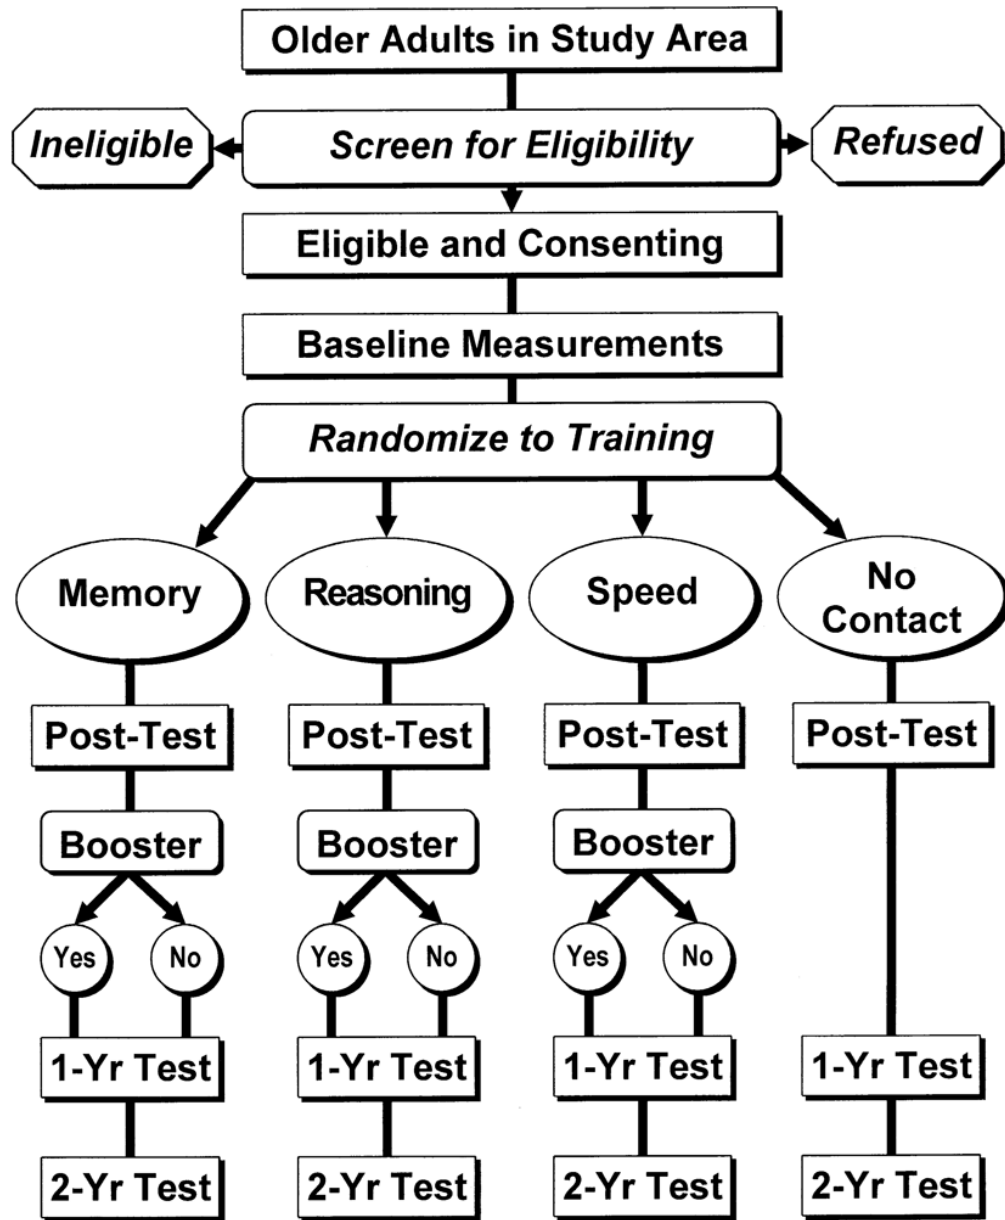 Older Adults in Study Area
Ineligible
Screen for Eligibility
Refused
Eligible and Consenting
Baseline Measurements
Randomize to Training
Memory
Reasoning
Speed
No
Contact
Post-Test
Post-Test
Post-Test
Post-Test
Booster
Booster
Booster
Yes
No
Yes
No
Yes
No
1-Yr Test
1-Yr Test
1-Yr Test
1-Yr Test
2-Yr Test
2-Yr Test
2-Yr Test
2-Yr Test